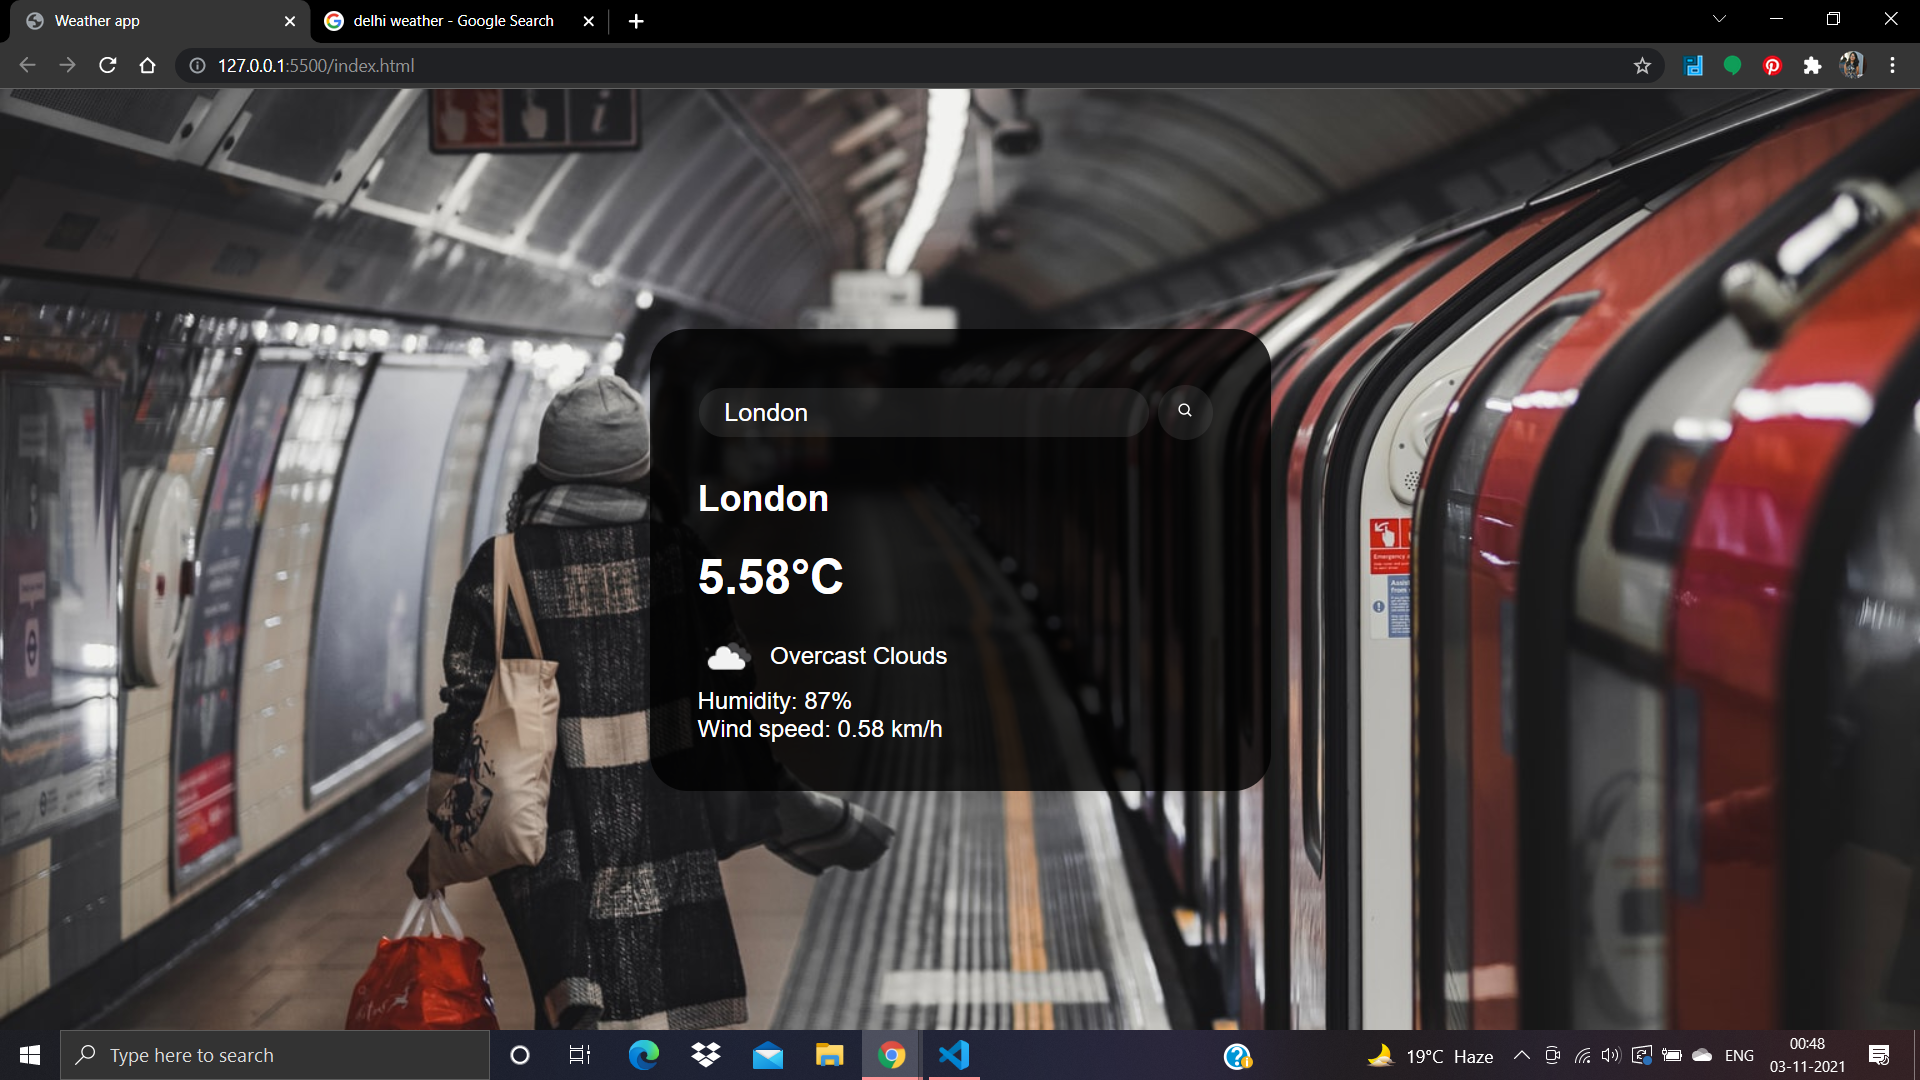 Weather app
delhi weather - Google Search
127.0.0.1:5500/index.html
London
London
5.58°C
Overcast Clouds
Humidity: 87%
Wind speed: 0.58 km/h
Type here to search
19°C Haze
ENG
00:48
03-11-2021